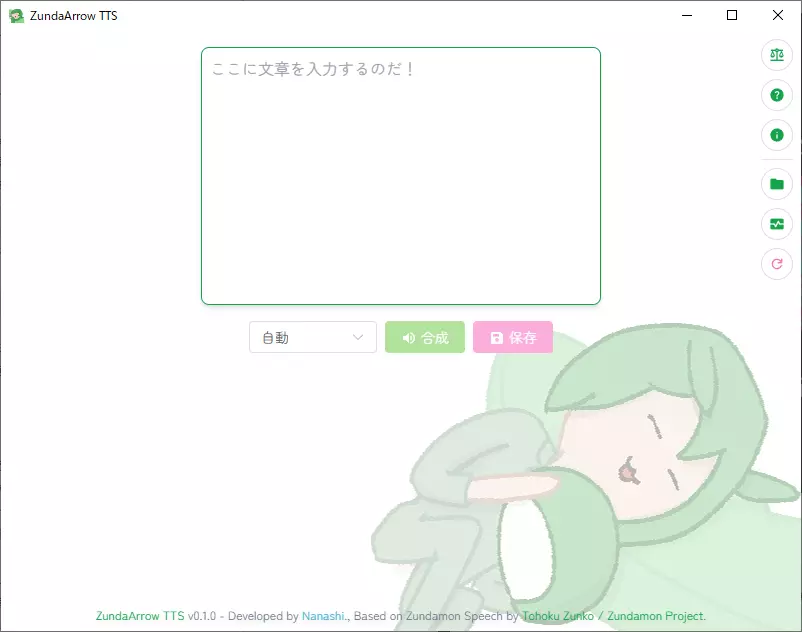 ZundaArrow TTS
ここに文章を入力するのだ！
自動
合成
保存
ZundaArrow TTS v0.1.0 - Developed by Nanashi., Based on Zundamon Speech by Tohoku Zunko / Zundamon Project.